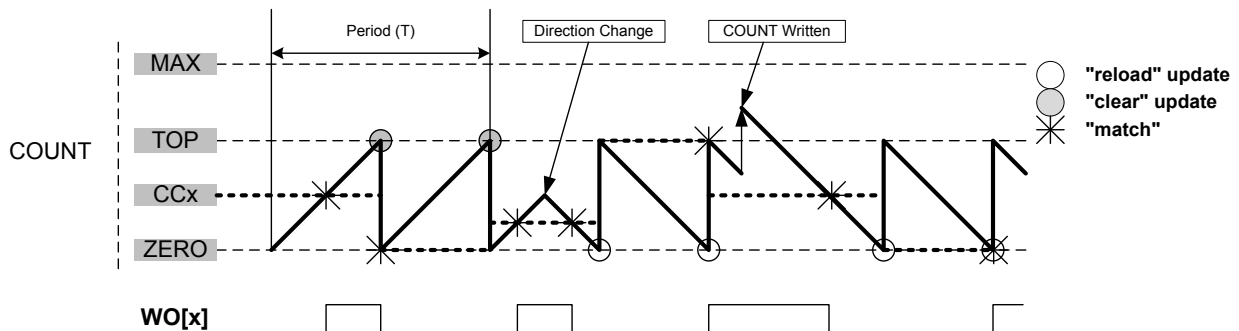 Period (T)
Direction Change
COUNT Written
MAX
"reload" update
"clear" update
TOP
"match"
COUNT
CCx
ZERO
WO[x]